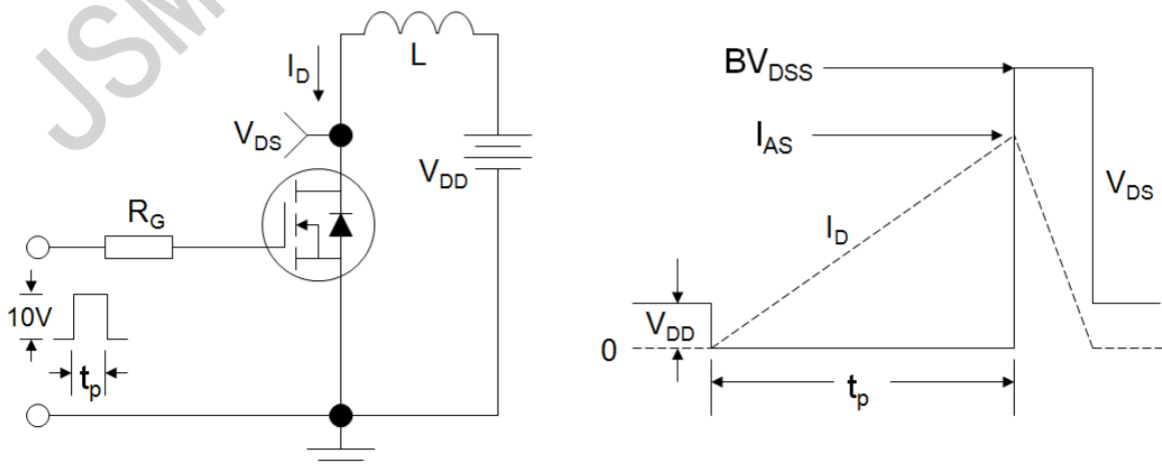 JSM
L
I_D
V_DS
V_DD
R_G
10V
t_p
BV_DSS
I_AS
V_DS
I_D
V_DD
0
t_p